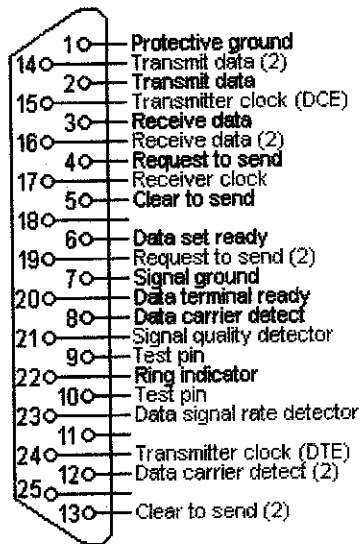 1 Protective ground
14 Transmit data (2)
2 Transmit data
15 Transmitter clock (DCE)
3 Receive data
16 Receive data (2)
4 Request to send
17 Receiver clock
5 Clear to send
18
6 Data set ready
19 Request to send (2)
7 Signal ground
20 Data terminal ready
8 Data carrier detect
21 Signal quality detector
9 Test pin
22 Ring indicator
10 Test pin
23 Data signal rate detector
11
24 Transmitter clock (DTE)
12 Data carrier detect (2)
25
13 Clear to send (2)